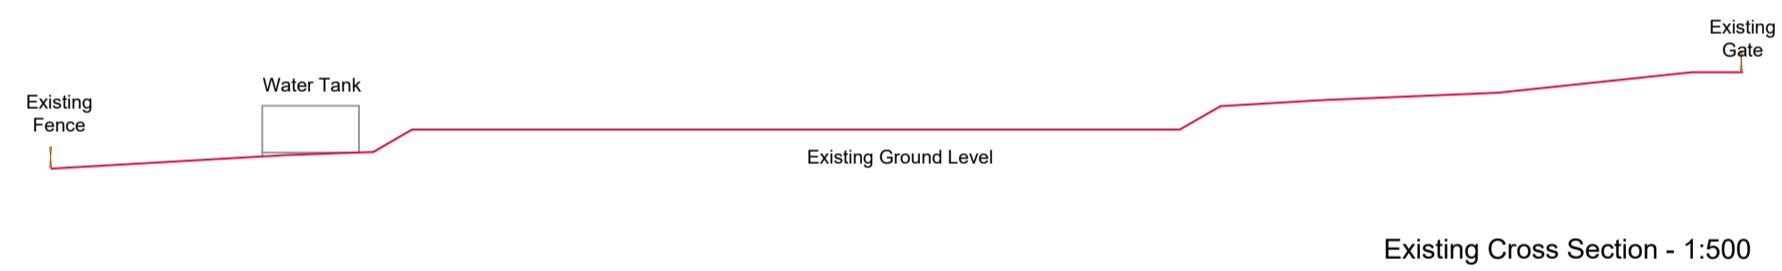 Existing
Gate
Water Tank
Existing
Fence
Existing Ground Level
Existing Cross Section - 1:500